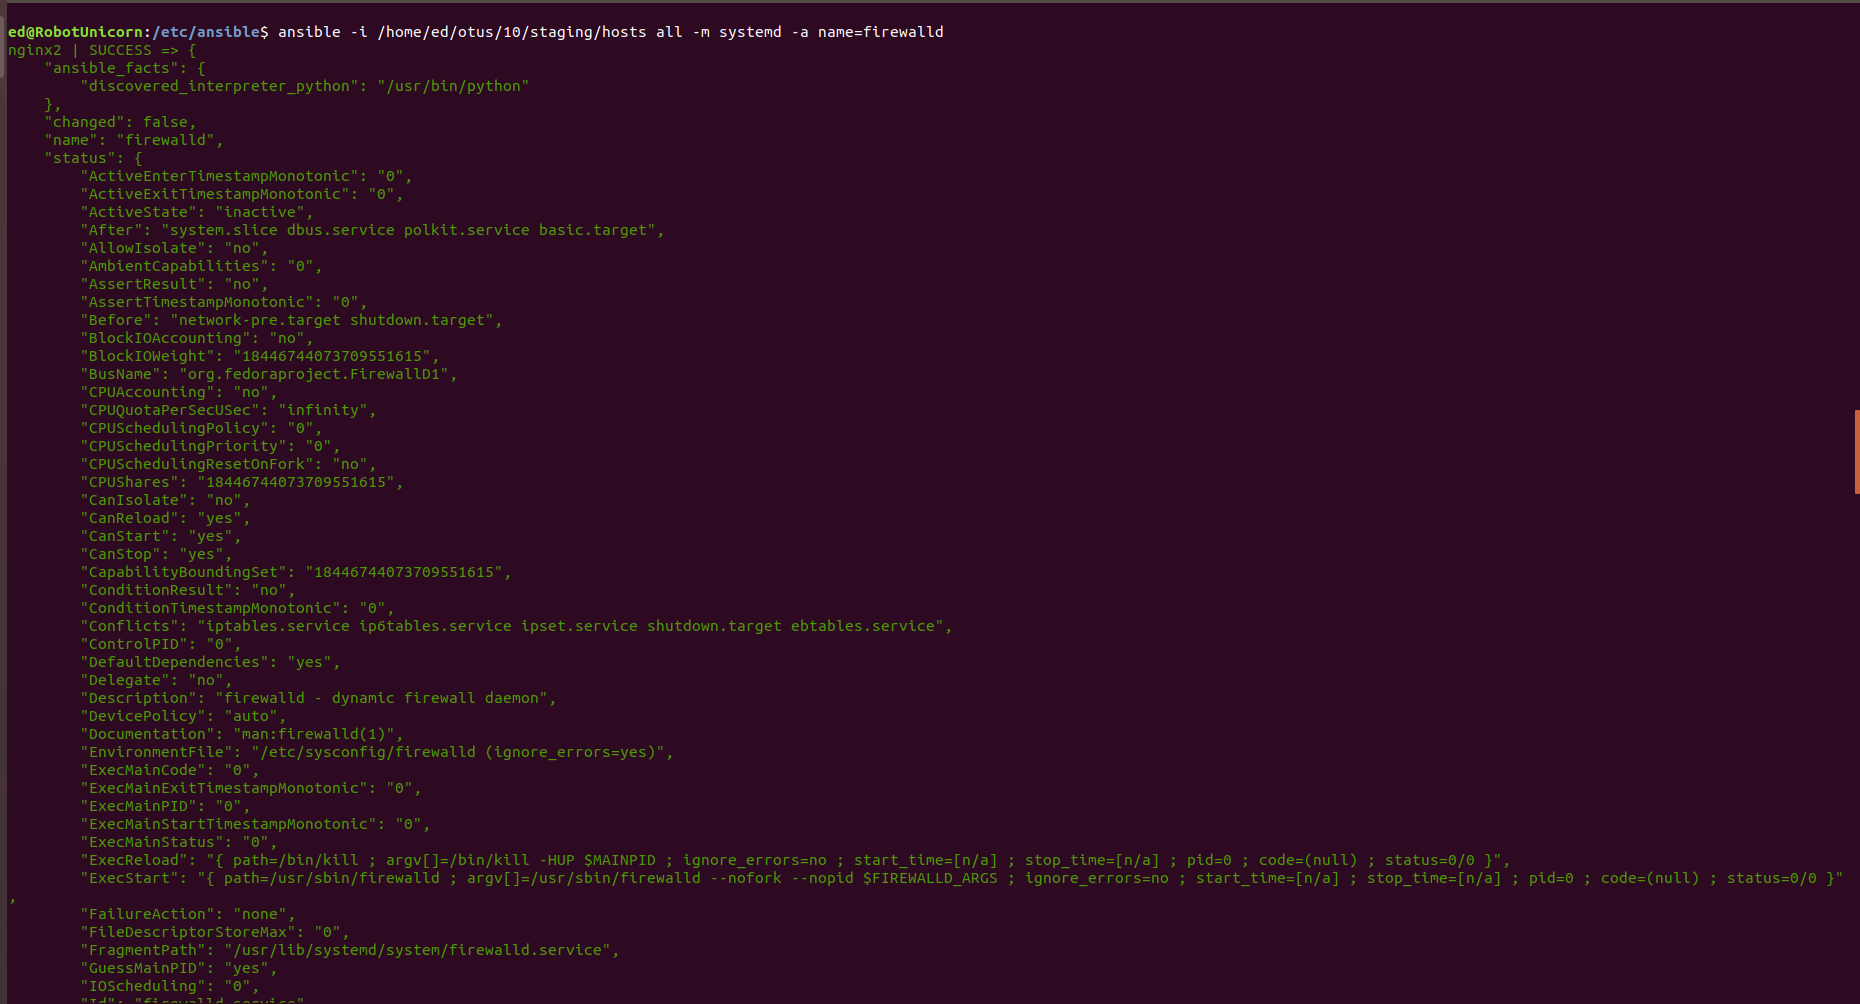 ed@RobotUnicorn:/etc/ansible$ ansible -i /home/ed/otus/10/staging/hosts all -m systemd -a name=firewalld
nginx2 | SUCCESS => {
    "ansible_facts": {
        "discovered_interpreter_python": "/usr/bin/python"
    },
    "changed": false,
    "name": "firewalld",
    "status": {
        "ActiveEnterTimestampMonotonic": "0",
        "ActiveExitTimestampMonotonic": "0",
        "ActiveState": "inactive",
        "After": "system.slice dbus.service polkit.service basic.target",
        "AllowIsolate": "no",
        "AmbientCapabilities": "0",
        "AssertResult": "no",
        "AssertTimestampMonotonic": "0",
        "Before": "network-pre.target shutdown.target",
        "BlockIOAccounting": "no",
        "BlockIOWeight": "18446744073709551615",
        "BusName": "org.fedoraproject.FirewallD1",
        "CPUAccounting": "no",
        "CPUQuotaPerSecUSec": "infinity",
        "CPUSchedulingPolicy": "0",
        "CPUSchedulingPriority": "0",
        "CPUSchedulingResetOnFork": "no",
        "CPUShares": "18446744073709551615",
        "CanIsolate": "no",
        "CanReload": "yes",
        "CanStart": "yes",
        "CanStop": "yes",
        "CapabilityBoundingSet": "18446744073709551615",
        "ConditionResult": "no",
        "ConditionTimestampMonotonic": "0",
        "Conflicts": "iptables.service ip6tables.service ipset.service shutdown.target ebtables.service",
        "ControlPID": "0",
        "DefaultDependencies": "yes",
        "Delegate": "no",
        "Description": "firewalld - dynamic firewall daemon",
        "DevicePolicy": "auto",
        "Documentation": "man:firewalld(1)",
        "EnvironmentFile": "/etc/sysconfig/firewalld (ignore_errors=yes)",
        "ExecMainCode": "0",
        "ExecMainExitTimestampMonotonic": "0",
        "ExecMainPID": "0",
        "ExecMainStartTimestampMonotonic": "0",
        "ExecMainStatus": "0",
        "ExecReload": "{ path=/bin/kill ; argv[]=/bin/kill -HUP $MAINPID ; ignore_errors=no ; start_time=[n/a] ; stop_time=[n/a] ; pid=0 ; code=(null) ; status=0/0 }",
        "ExecStart": "{ path=/usr/sbin/firewalld ; argv[]=/usr/sbin/firewalld --nofork --nopid $FIREWALLD_ARGS ; ignore_errors=no ; start_time=[n/a] ; stop_time=[n/a] ; pid=0 ; code=(null) ; status=0/0 }"
,
        "FailureAction": "none",
        "FileDescriptorStoreMax": "0",
        "FragmentPath": "/usr/lib/systemd/system/firewalld.service",
        "GuessMainPID": "yes",
        "IOScheduling": "0",
        "Id": "firewalld.service",